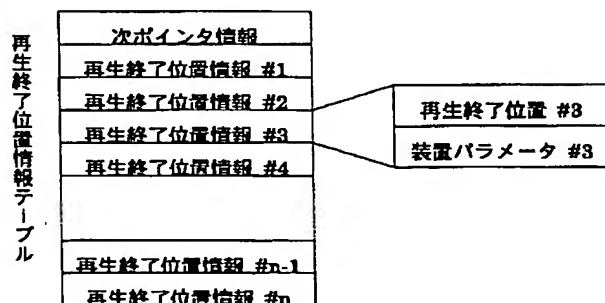 再生終了位置情報テーブル
次ポインタ情報
再生終了位置情報 #1
再生終了位置情報 #2
再生終了位置情報 #3
再生終了位置情報 #4
再生終了位置情報 #n-1
再生終了位置情報 #n
再生終了位置 #3
装置パラメータ #3